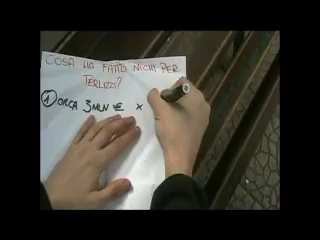 COSA HA FATTO NICHI PER
TERLIZZI?
1 CIRCA 3 MLN € x